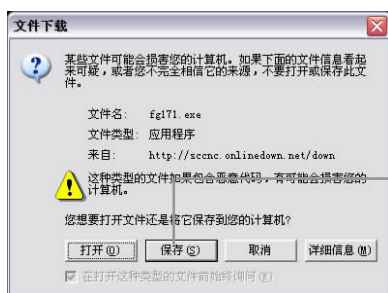 文件下载
某些文件可能会损害您的计算机。如果下面的文件信息看起
来可疑，或者您不完全相信它的来源，不要打开或保存此文
件。
文件名: fg171.exe
文件类型: 应用程序
来自: http://sccnc.onlinedown.net/down
这种类型的文件如果包含恶意代码，有可能会损害您的
计算机。
您想要打开文件还是将它保存到您的计算机?
打开(O) 保存(S) 取消 详细信息(M)
在打开这种类型的文件前始终询问(W)